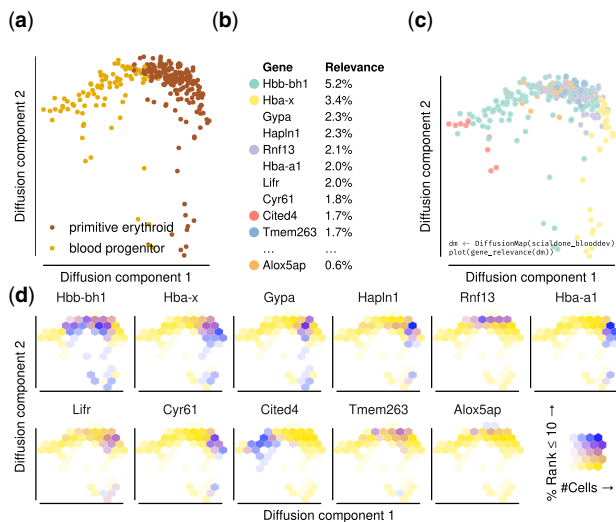 (a)
Diffusion component 2
primitive erythroid
blood progenitor
Diffusion component 1
(b)
Gene Relevance
Hbb-bh1 5.2%
Hba-x 3.4%
Gypa 2.3%
Hapln1 2.3%
Rnf13 2.1%
Hba-a1 2.0%
Lifr 2.0%
Cyr61 1.8%
Cited4 1.7%
Tmem263 1.7%
... ...
Alox5ap 0.6%
(c)
Diffusion component 2
dm ← DiffusionMap(scialdone_blooddev)
plot(gene_relevance(dm))
Diffusion component 1
(d)
Diffusion component 2
Hbb-bh1 Hba-x Gypa Hapln1 Rnf13 Hba-a1
Lifr Cyr61 Cited4 Tmem263 Alox5ap
Diffusion component 1
% Rank ≤ 10 →
#Cells →